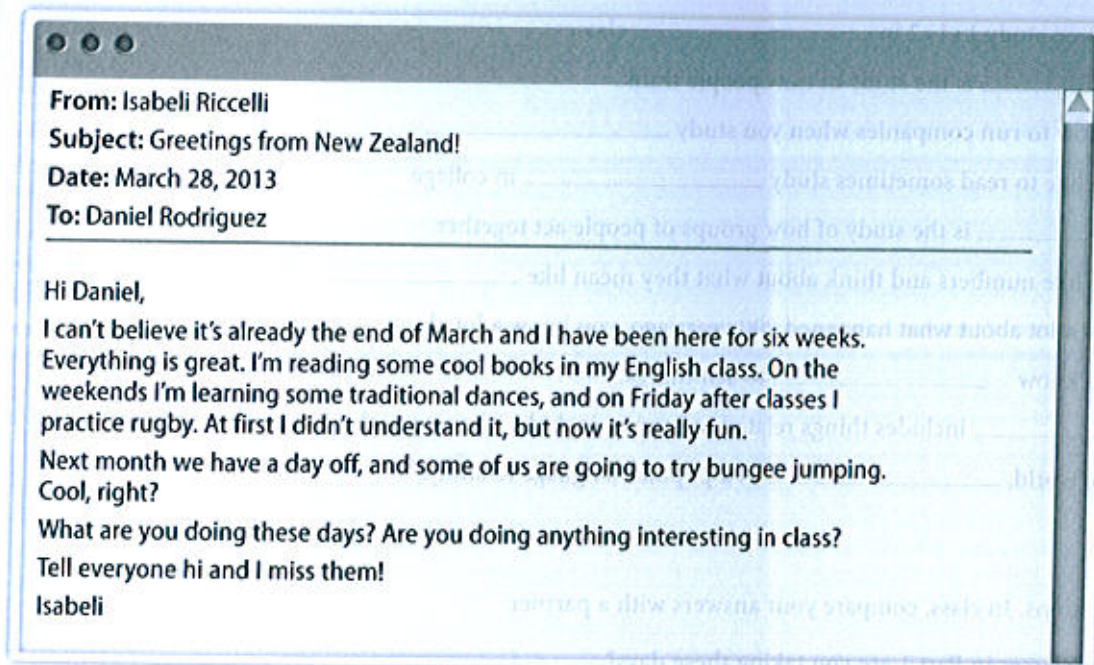 From: Isabeli Riccelli
Subject: Greetings from New Zealand!
Date: March 28, 2013
To: Daniel Rodriguez
Hi Daniel,
I can't believe it's already the end of March and I have been here for six weeks.
Everything is great. I'm reading some cool books in my English class. On the
weekends I'm learning some traditional dances, and on Friday after classes I
practice rugby. At first I didn't understand it, but now it's really fun.
Next month we have a day off, and some of us are going to try bungee jumping.
Cool, right?
What are you doing these days? Are you doing anything interesting in class?
Tell everyone hi and I miss them!
Isabeli